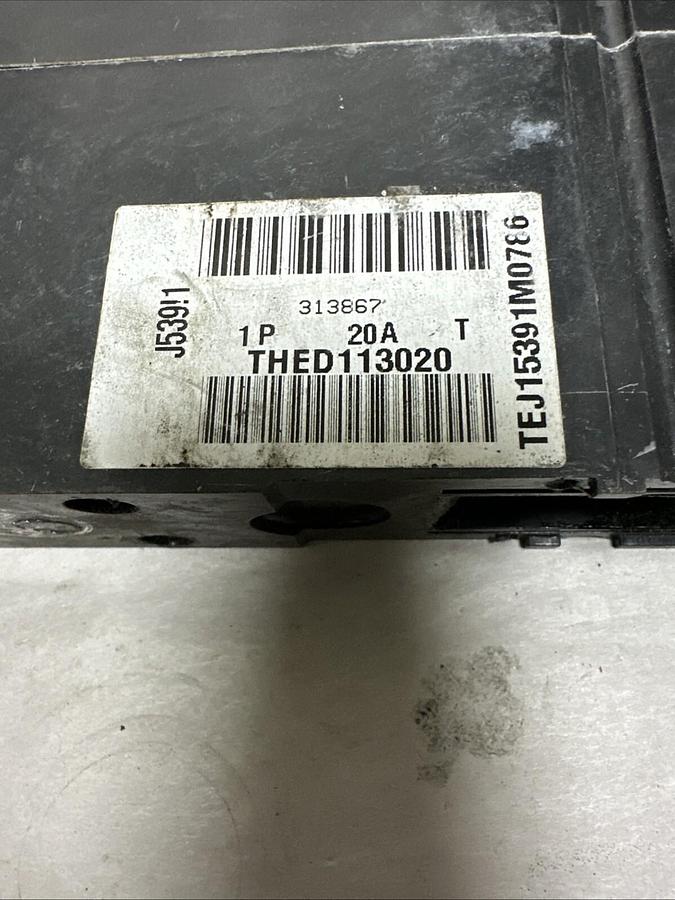 J539!1
313867
1P 20A T
THED113020
TEJ15391M0786